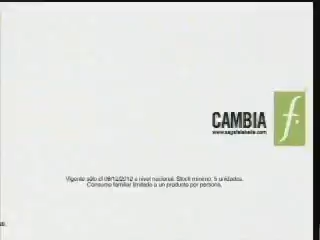 CAMBIA f.
www.sagafalabella.com
Vigente sólo el 08/12/2012 a nivel nacional. Stock mínimo: 5 unidades.
Consumo familiar limitado a un producto por persona.